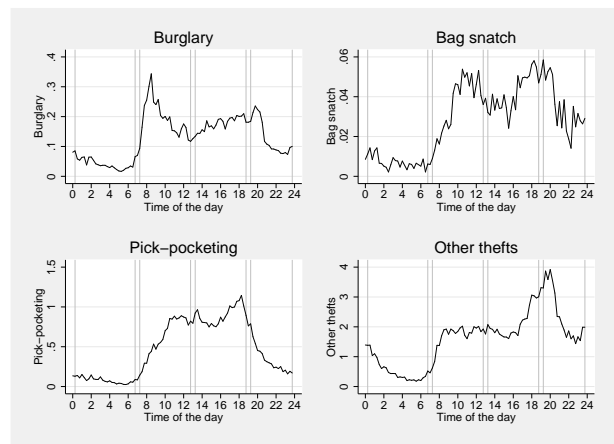 Burglary
Burglary
0 .1 .2 .3 .4
0 2 4 6 8 10 12 14 16 18 20 22 24
Time of the day
Bag snatch
Bag snatch
0 .02 .04 .06
0 2 4 6 8 10 12 14 16 18 20 22 24
Time of the day
Pick−pocketing
Pick−pocketing
0 .5 1 1.5
0 2 4 6 8 10 12 14 16 18 20 22 24
Time of the day
Other thefts
Other thefts
0 1 2 3 4
0 2 4 6 8 10 12 14 16 18 20 22 24
Time of the day